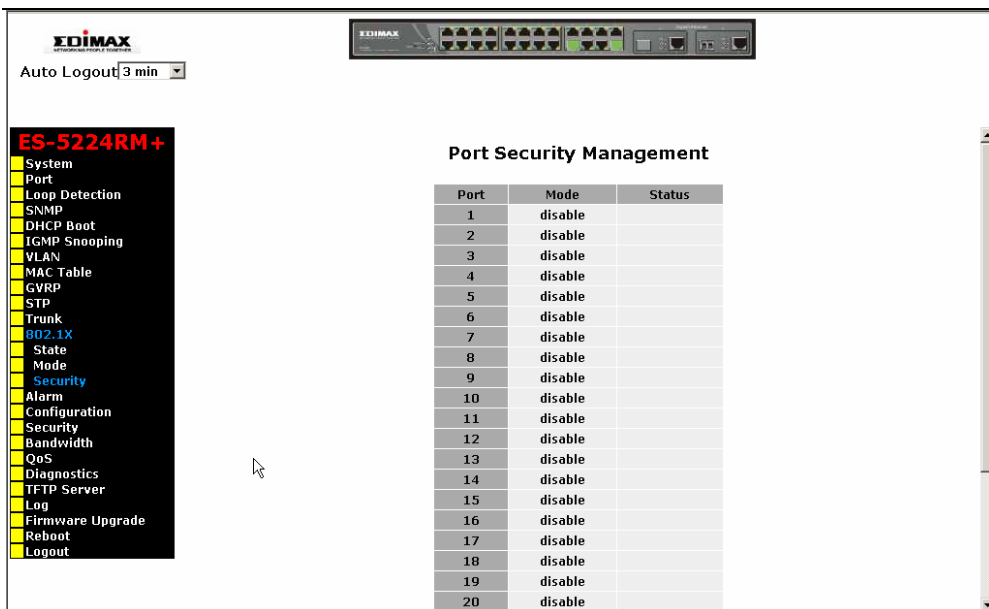 EDIMAX
NETWORKING PEOPLE TOGETHER
EDIMAX
Auto Logout 3 min
ES-5224RM+
System
Port
Loop Detection
SNMP
DHCP Boot
IGMP Snooping
VLAN
MAC Table
GVRP
STP
Trunk
802.1X
State
Mode
Security
Alarm
Configuration
Security
Bandwidth
QoS
Diagnostics
TFTP Server
Log
Firmware Upgrade
Reboot
Logout
Port Security Management
Port Mode Status
1 disable
2 disable
3 disable
4 disable
5 disable
6 disable
7 disable
8 disable
9 disable
10 disable
11 disable
12 disable
13 disable
14 disable
15 disable
16 disable
17 disable
18 disable
19 disable
20 disable